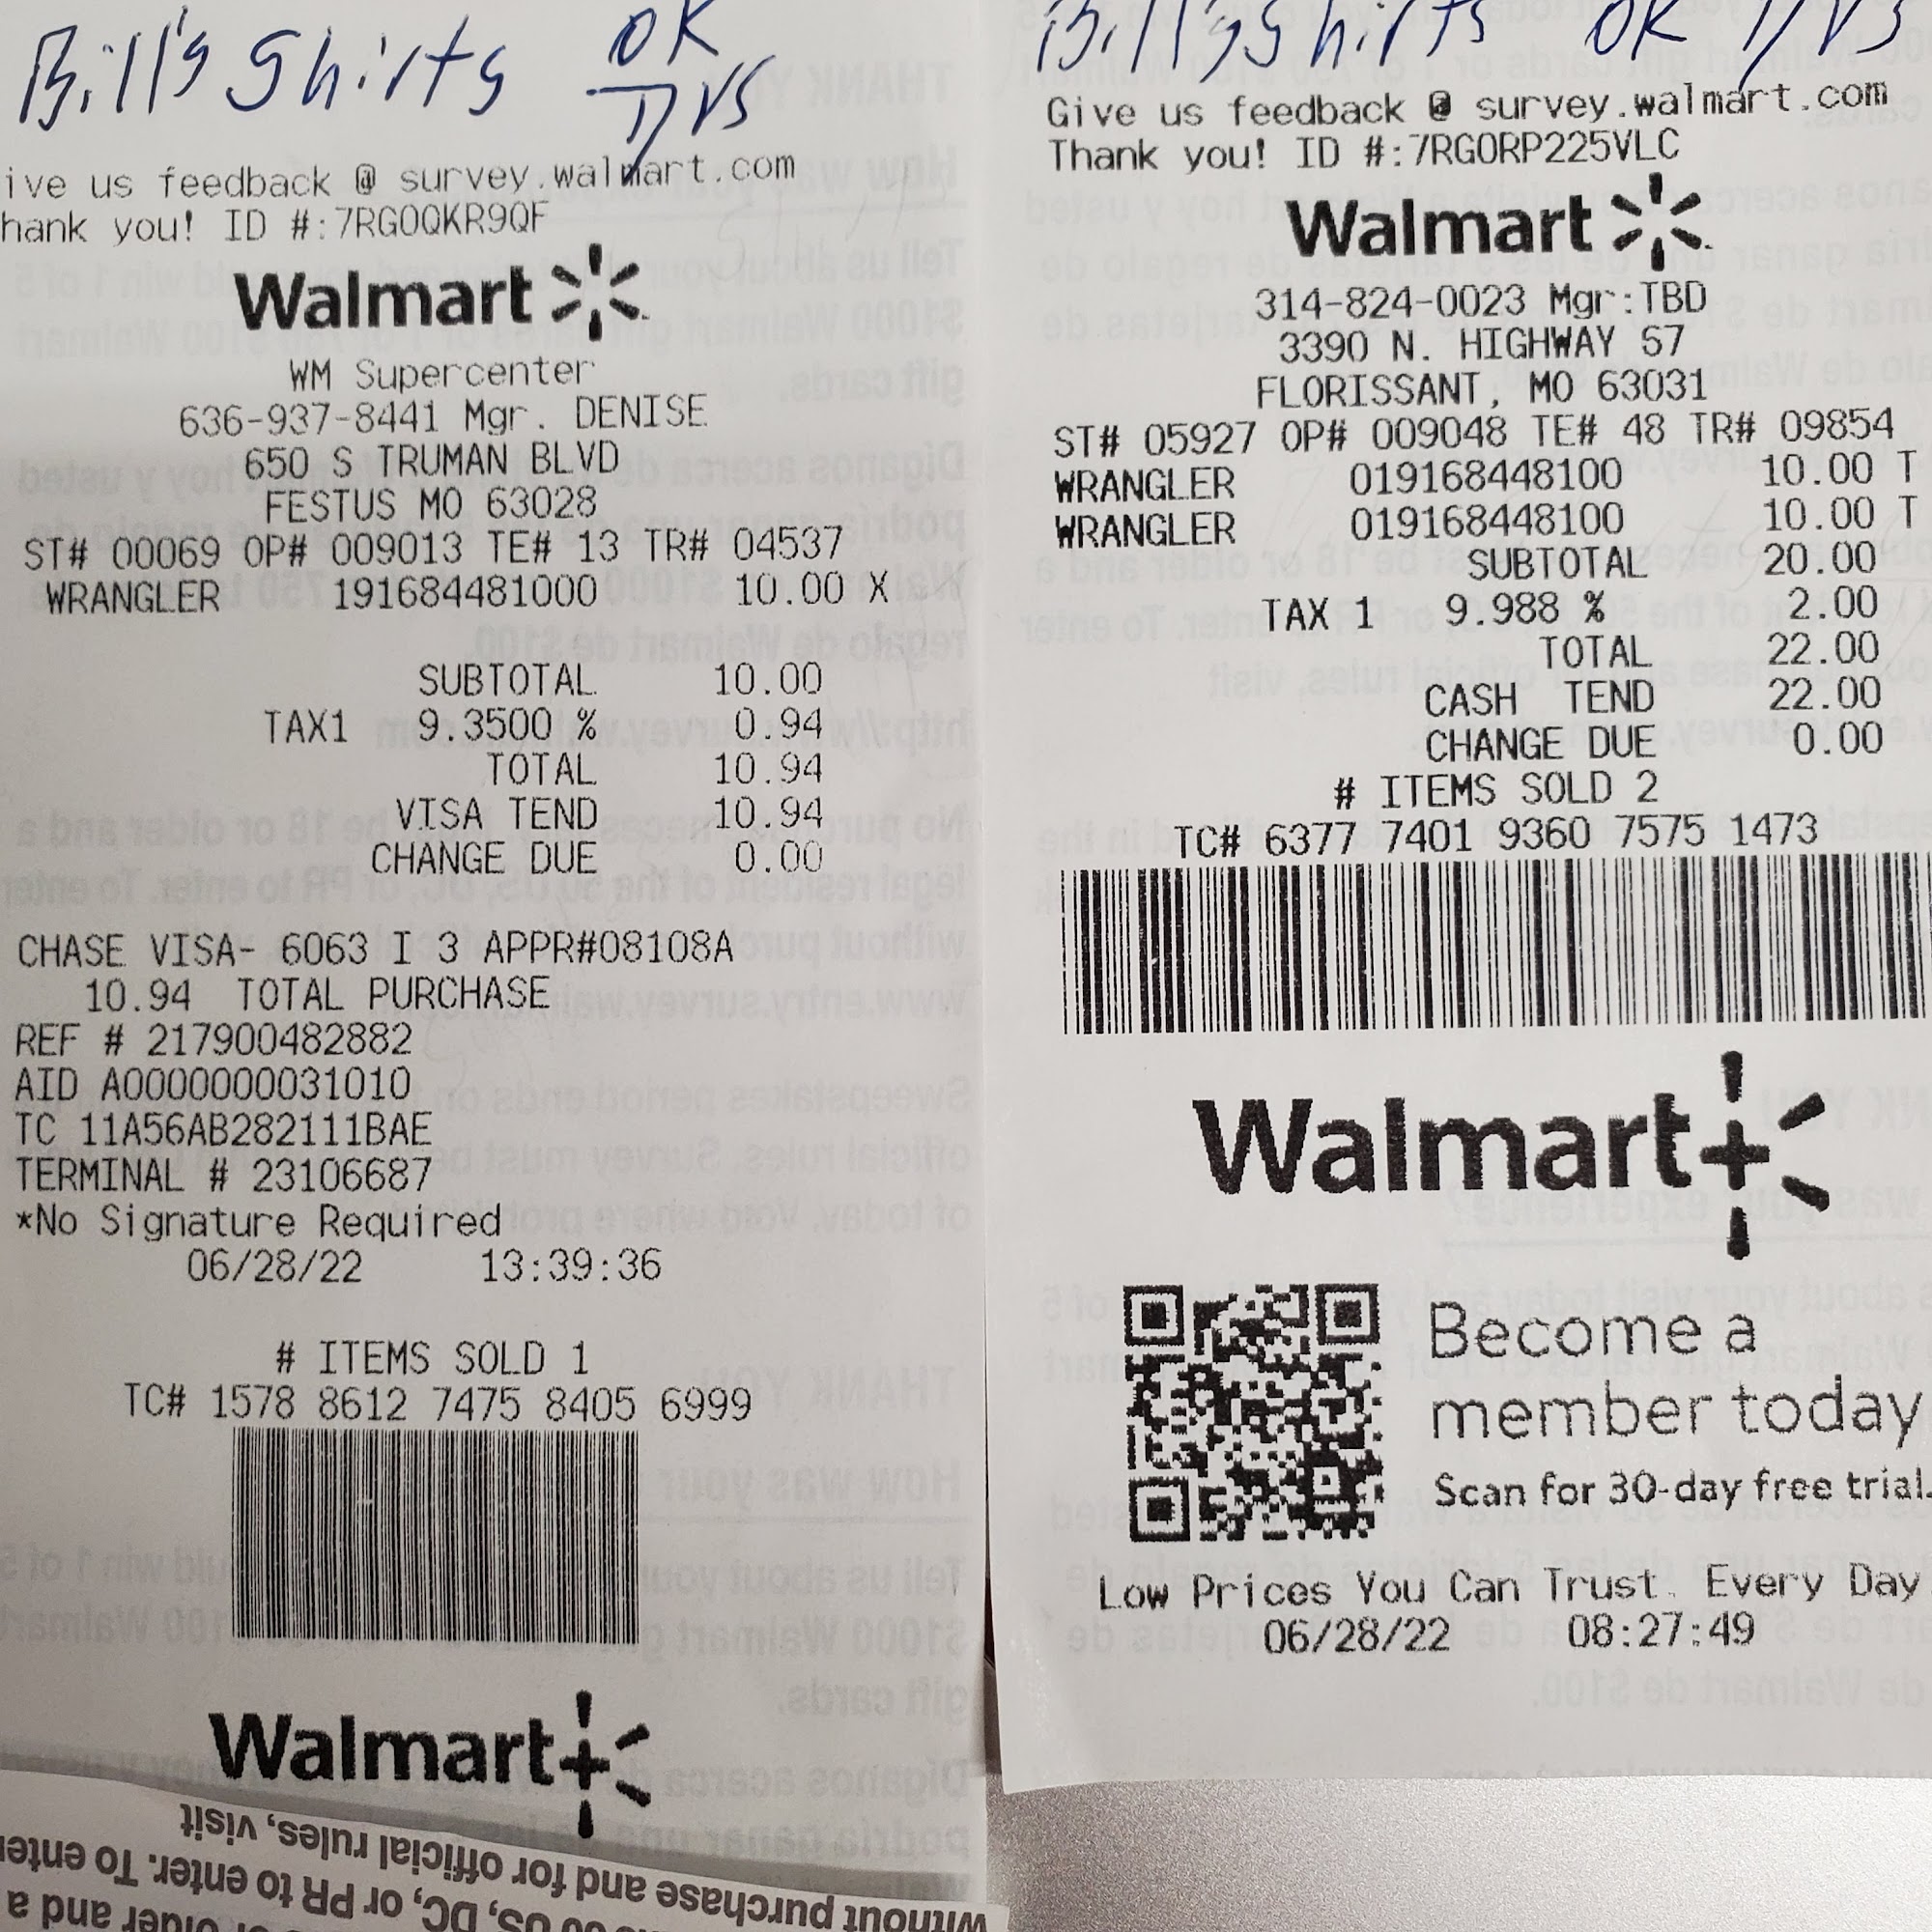 Bill's Shirts OK
ive us feedback @ survey.walmart.com
hank you! ID #:7RG0QKR9QF
Walmart
WM Supercenter
636-937-8441 Mgr. DENISE
650 S TRUMAN BLVD
FESTUS MO 63028
ST# 00069 OP# 009013 TE# 13 TR# 04537
WRANGLER 191684481000 10.00 X
SUBTOTAL 10.00
TAX1 9.3500 % 0.94
TOTAL 10.94
VISA TEND 10.94
CHANGE DUE 0.00
CHASE VISA- 6063 I 3 APPR#08108A
10.94 TOTAL PURCHASE
REF # 217900482882
AID A0000000031010
TC 11A56AB282111BAE
TERMINAL # 23106687
*No Signature Required
06/28/22 13:39:36
# ITEMS SOLD 1
TC# 1578 8612 7475 8405 6999
Walmart+
without purchase and for official rules, visit
US, DC, or PR to enter. To enter
older and a
Bill's Shirts OK
Give us feedback @ survey.walmart.com
Thank you! ID #:7RG0RP225VLC
Walmart
314-824-0023 Mgr:TBD
3390 N. HIGHWAY 67
FLORISSANT, MO 63031
ST# 05927 OP# 009048 TE# 48 TR# 09854
WRANGLER 019168448100 10.00 T
WRANGLER 019168448100 10.00 T
SUBTOTAL 20.00
TAX 1 9.988 % 2.00
TOTAL 22.00
CASH TEND 22.00
CHANGE DUE 0.00
# ITEMS SOLD 2
TC# 6377 7401 9360 7575 1473
Walmart+
Become a
member today
Scan for 30-day free trial.
Low Prices You Can Trust. Every Day
06/28/22 08:27:49